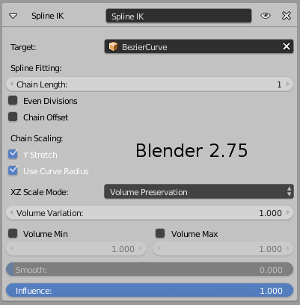 Spline IK Spline IK
Target: BezierCurve
Spline Fitting:
Chain Length: 1
Even Divisions
Chain Offset
Chain Scaling:
Y Stretch
Use Curve Radius
Blender 2.75
XZ Scale Mode: Volume Preservation
Volume Variation: 1.000
Volume Min Volume Max
1.000 1.000
Smooth: 0.000
Influence: 1.000